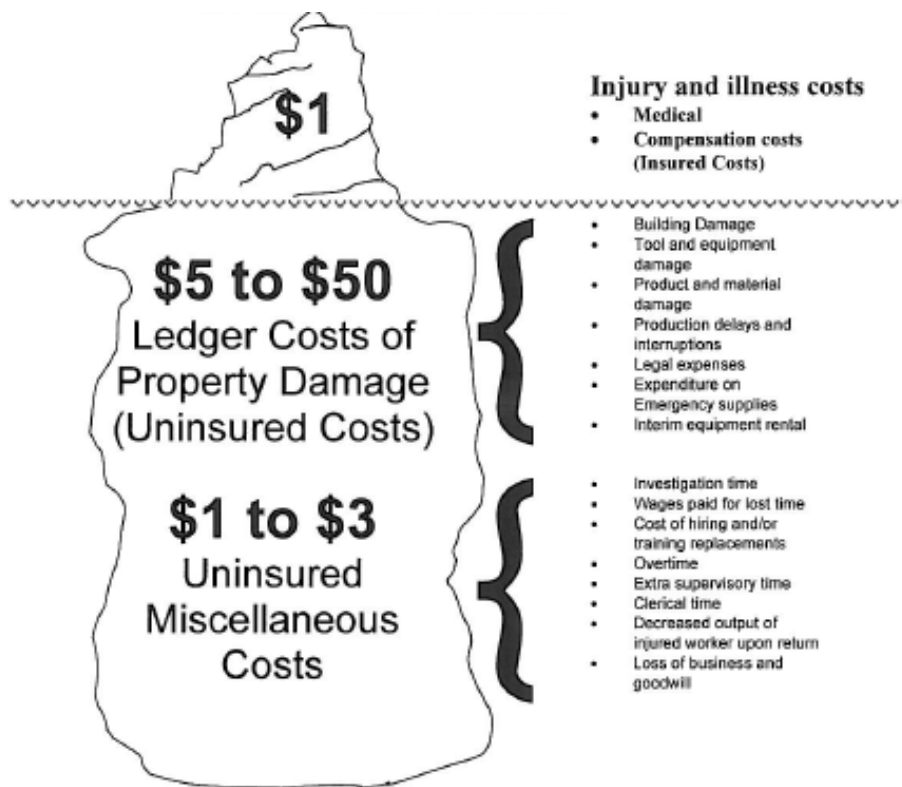 $1
Injury and illness costs
• Medical
• Compensation costs
(Insured Costs)
$5 to $50
Ledger Costs of
Property Damage
(Uninsured Costs)
• Building Damage
• Tool and equipment
damage
• Product and material
damage
• Production delays and
interruptions
• Legal expenses
• Expenditure on
Emergency supplies
• Interim equipment rental
$1 to $3
Uninsured
Miscellaneous
Costs
• Investigation time
• Wages paid for lost time
• Cost of hiring and/or
training replacements
• Overtime
• Extra supervisory time
• Clerical time
• Decreased output of
injured worker upon return
• Loss of business and
goodwill